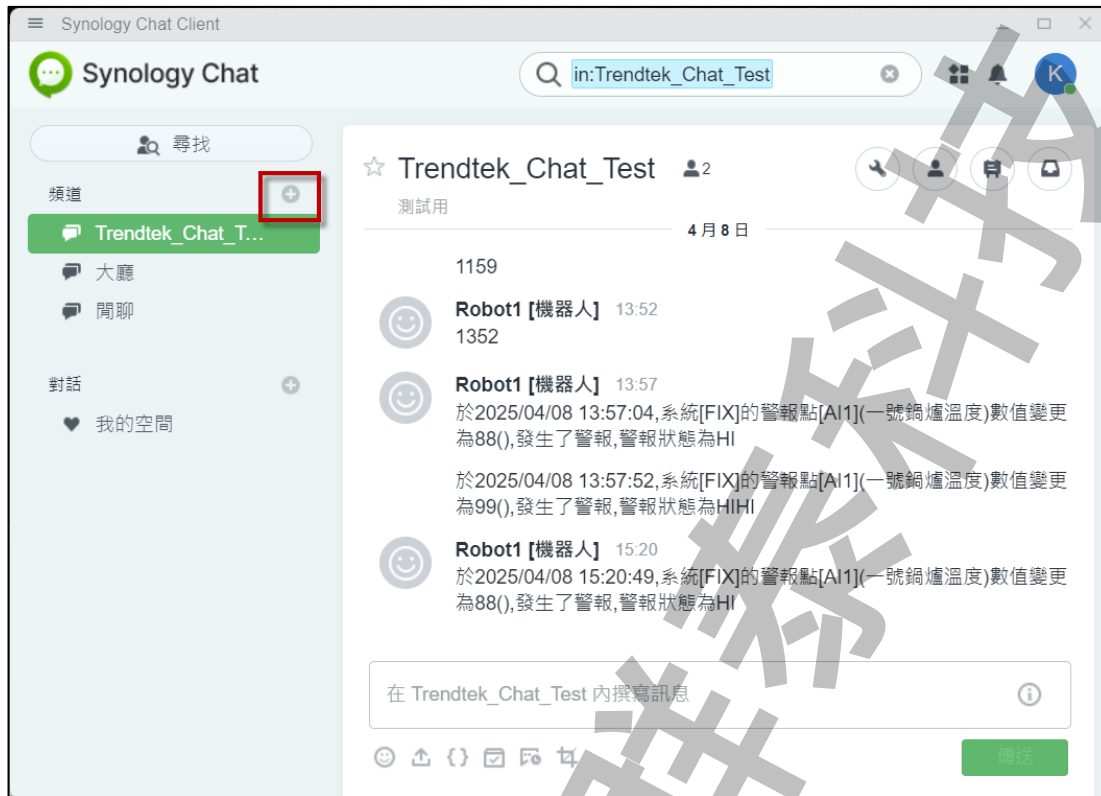 Synology Chat Client
Synology Chat
in:Trendtek_Chat_Test
K
尋找
頻道
Trendtek_Chat_T...
大廳
閒聊
對話
我的空間
Trendtek_Chat_Test 2
測試用
4 月 8 日
1159
Robot1 [機器人] 13:52
1352
Robot1 [機器人] 13:57
於2025/04/08 13:57:04,系統[FIX]的警報點[AI1](一號鍋爐溫度)數值變更
為88(),發生了警報,警報狀態為HI
於2025/04/08 13:57:52,系統[FIX]的警報點[AI1](一號鍋爐溫度)數值變更
為99(),發生了警報,警報狀態為HIHI
Robot1 [機器人] 15:20
於2025/04/08 15:20:49,系統[FIX]的警報點[AI1](一號鍋爐溫度)數值變更
為88(),發生了警報,警報狀態為HI
在 Trendtek_Chat_Test 內撰寫訊息
傳送
群泰科技